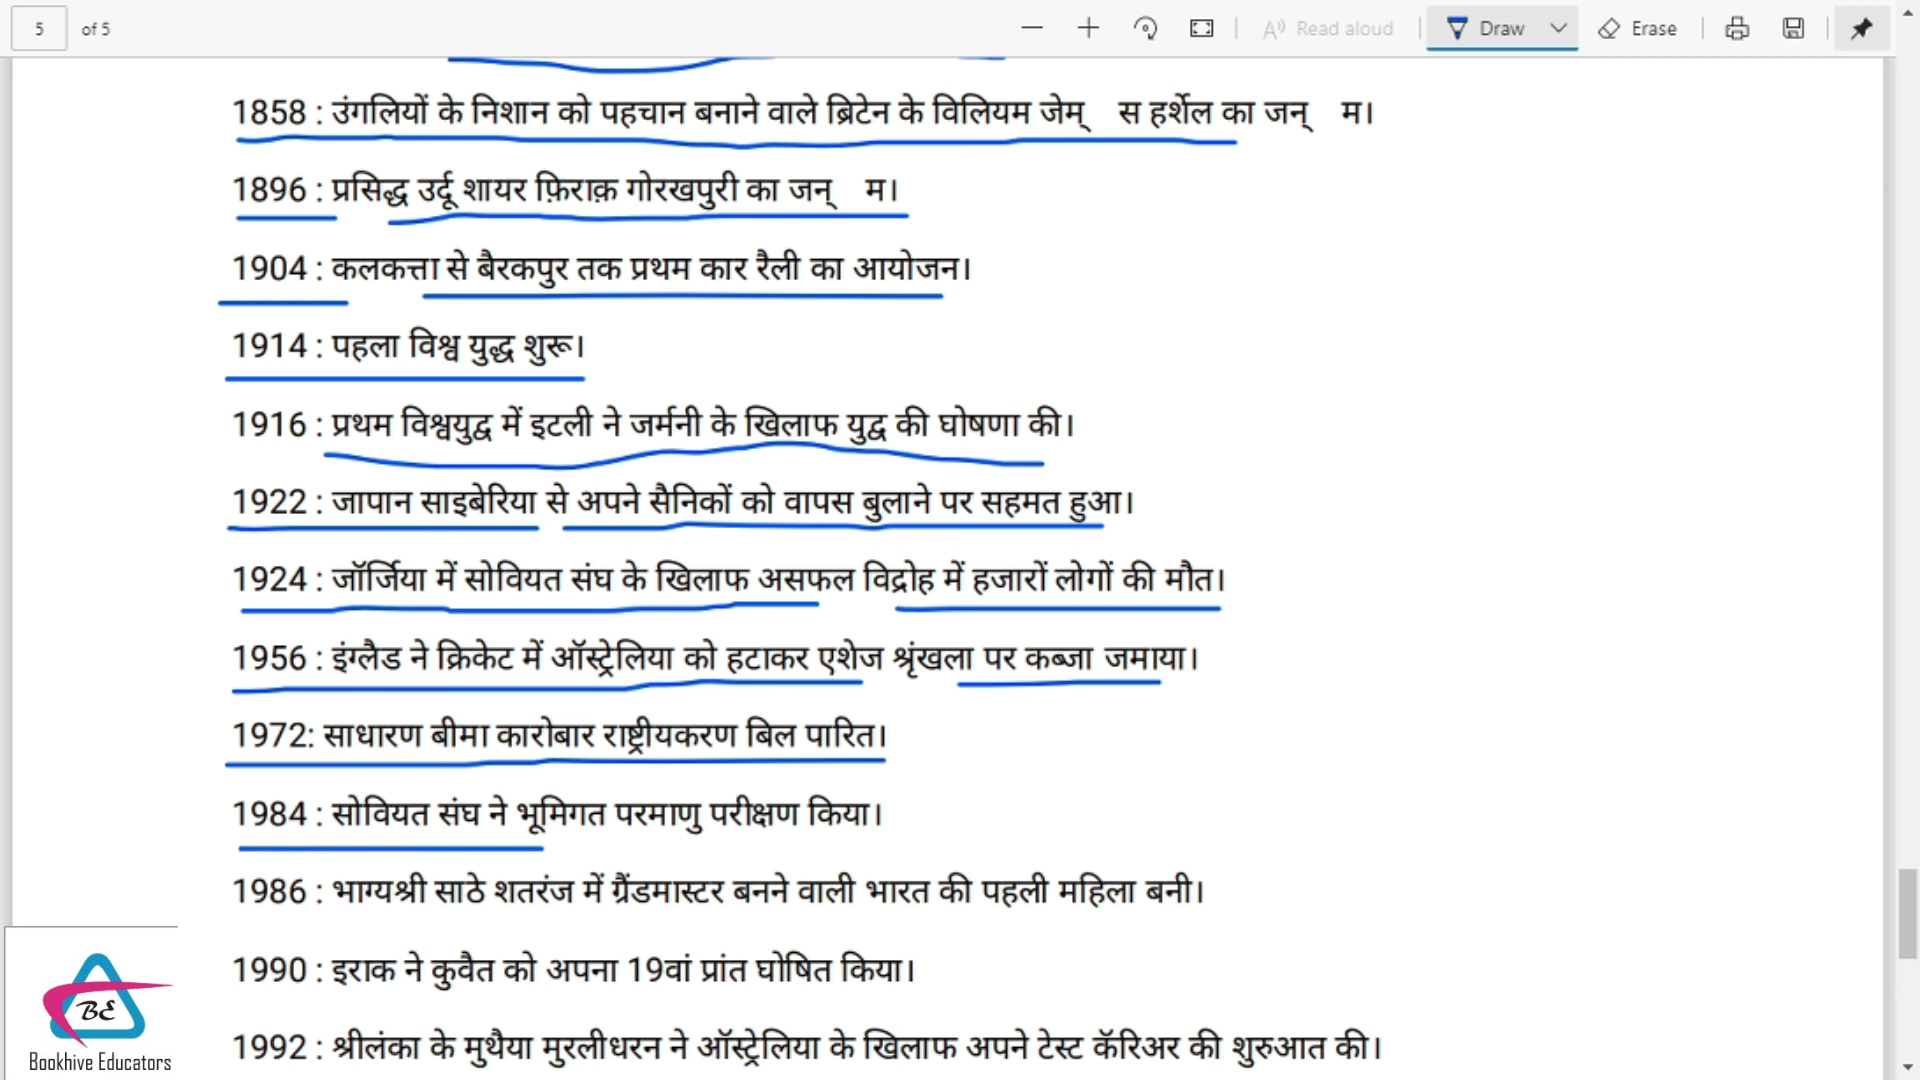 5 of 5 Read aloud Draw Erase
1858 : उंगलियों के निशान को पहचान बनाने वाले ब्रिटेन के विलियम जेम् स हर्शेल का जन् म।
1896 : प्रसिद्ध उर्दू शायर फ़िराक़ गोरखपुरी का जन् म।
1904 : कलकत्ता से बैरकपुर तक प्रथम कार रैली का आयोजन।
1914 : पहला विश्व युद्ध शुरू।
1916 : प्रथम विश्वयुद्व में इटली ने जर्मनी के खिलाफ युद्व की घोषणा की।
1922 : जापान साइबेरिया से अपने सैनिकों को वापस बुलाने पर सहमत हुआ।
1924 : जॉर्जिया में सोवियत संघ के खिलाफ असफल विद्रोह में हजारों लोगों की मौत।
1956 : इंग्लैड ने क्रिकेट में ऑस्ट्रेलिया को हटाकर एशेज श्रृंखला पर कब्जा जमाया।
1972: साधारण बीमा कारोबार राष्ट्रीयकरण बिल पारित।
1984 : सोवियत संघ ने भूमिगत परमाणु परीक्षण किया।
1986 : भाग्यश्री साठे शतरंज में ग्रैंडमास्टर बनने वाली भारत की पहली महिला बनी।
1990 : इराक ने कुवैत को अपना 19वां प्रांत घोषित किया।
1992 : श्रीलंका के मुथैया मुरलीधरन ने ऑस्ट्रेलिया के खिलाफ अपने टेस्ट कॅरिअर की शुरुआत की।
BE
Bookhive Educators